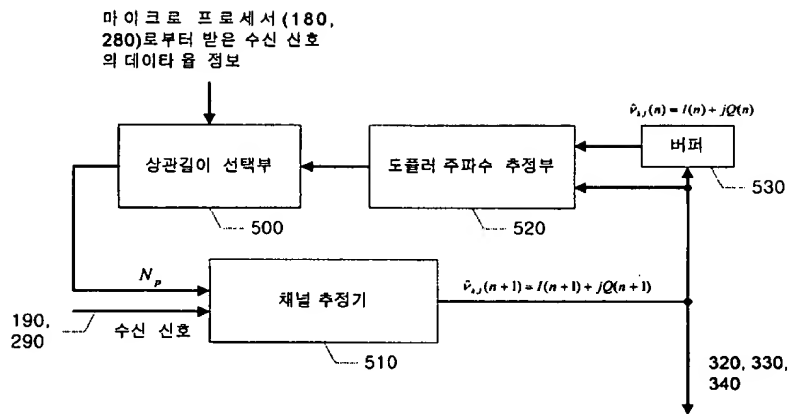 마이크로 프로세서(180,
280)로부터 받은 수신 신호
의 데이타 율 정보
v̂k,l(n) = I(n) + jQ(n)
상관길이 선택부
도플러 주파수 추정부
버퍼
500
520
530
Np
채널 추정기
v̂k,l(n+1) = I(n+1) + jQ(n+1)
190,
290
수신 신호
510
320, 330,
340